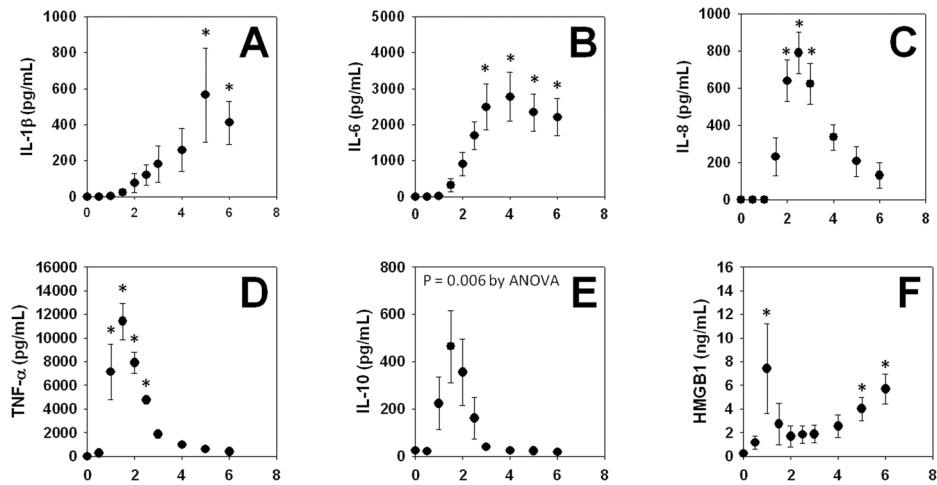 1000
800
600
400
200
0
IL-1β (pg/mL)
*
*
A
0 2 4 6 8
6000
5000
4000
3000
2000
1000
0
IL-6 (pg/mL)
* * * *
B
0 2 4 6 8
1000
800
600
400
200
0
IL-8 (pg/mL)
* * *
C
0 2 4 6 8
16000
14000
12000
10000
8000
6000
4000
2000
0
TNF-α (pg/mL)
* * * *
D
0 2 4 6 8
800
600
400
200
0
IL-10 (pg/mL)
P = 0.006 by ANOVA
E
0 2 4 6 8
16
14
12
10
8
6
4
2
0
HMGB1 (ng/mL)
* * *
F
0 2 4 6 8